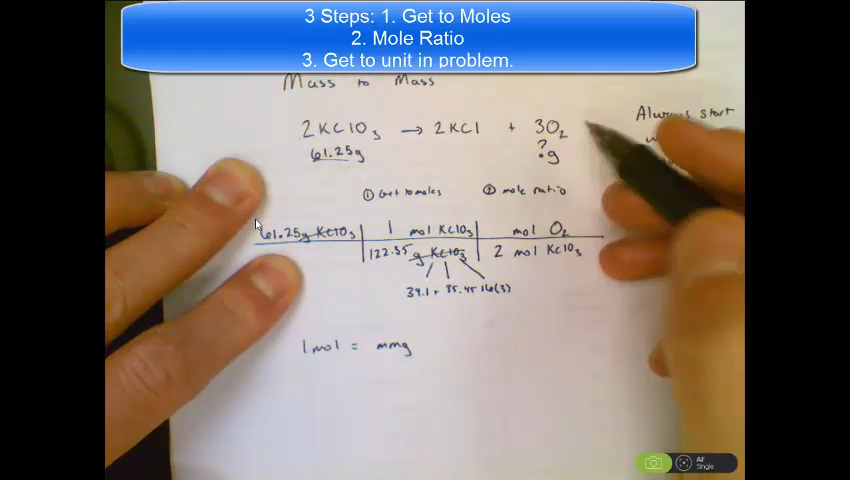 3 Steps: 1. Get to Moles
2. Mole Ratio
3. Get to unit in problem.
Mass to Mass
Always start
2KClO3 → 2KCl + 3O2
61.25g ?g
① Get to moles ② mole ratio
61.25g KClO3 1 mol KClO3 mol O2
122.55 g KClO3 2 mol KClO3
39.1 + 35.45 16(3)
1mol = mmg
AF
Single